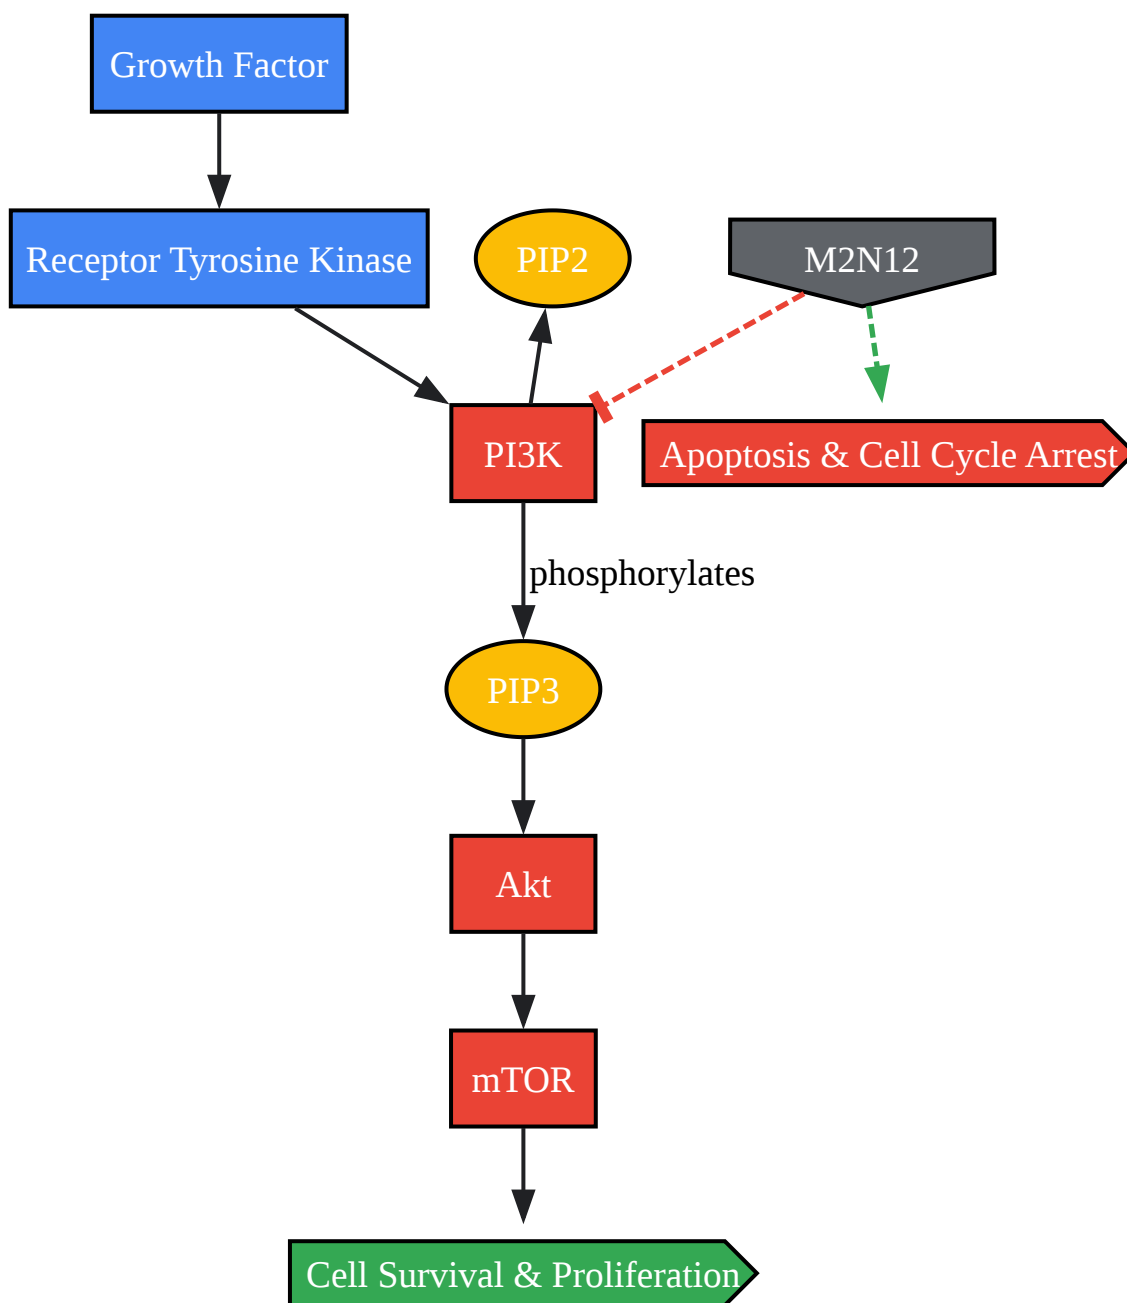 Growth Factor
Receptor Tyrosine Kinase
PIP2
M2N12
PI3K
Apoptosis & Cell Cycle Arrest
phosphorylates
PIP3
Akt
mTOR
Cell Survival & Proliferation